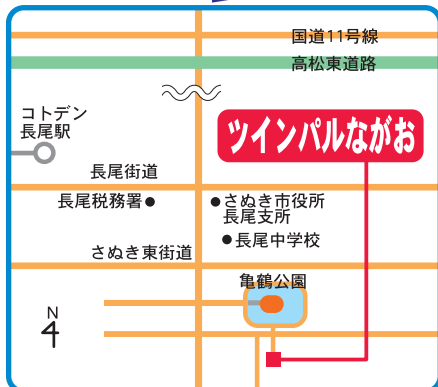 国道11号線
高松東道路
コトデン
長尾駅
ツインパルながお
長尾街道
長尾税務署
さぬき市役所
長尾支所
長尾中学校
さぬき東街道
亀鶴公園
N